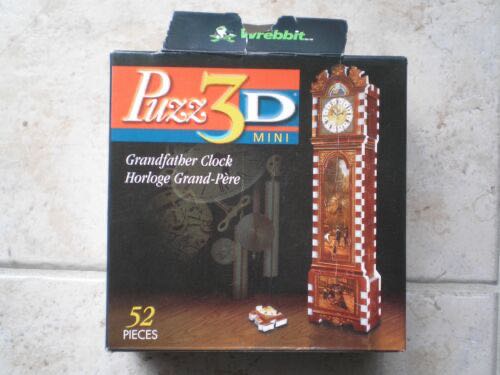 wrebbit
Puzz3D
MINI
Grandfather Clock
Horloge Grand-Père
52
PIECES